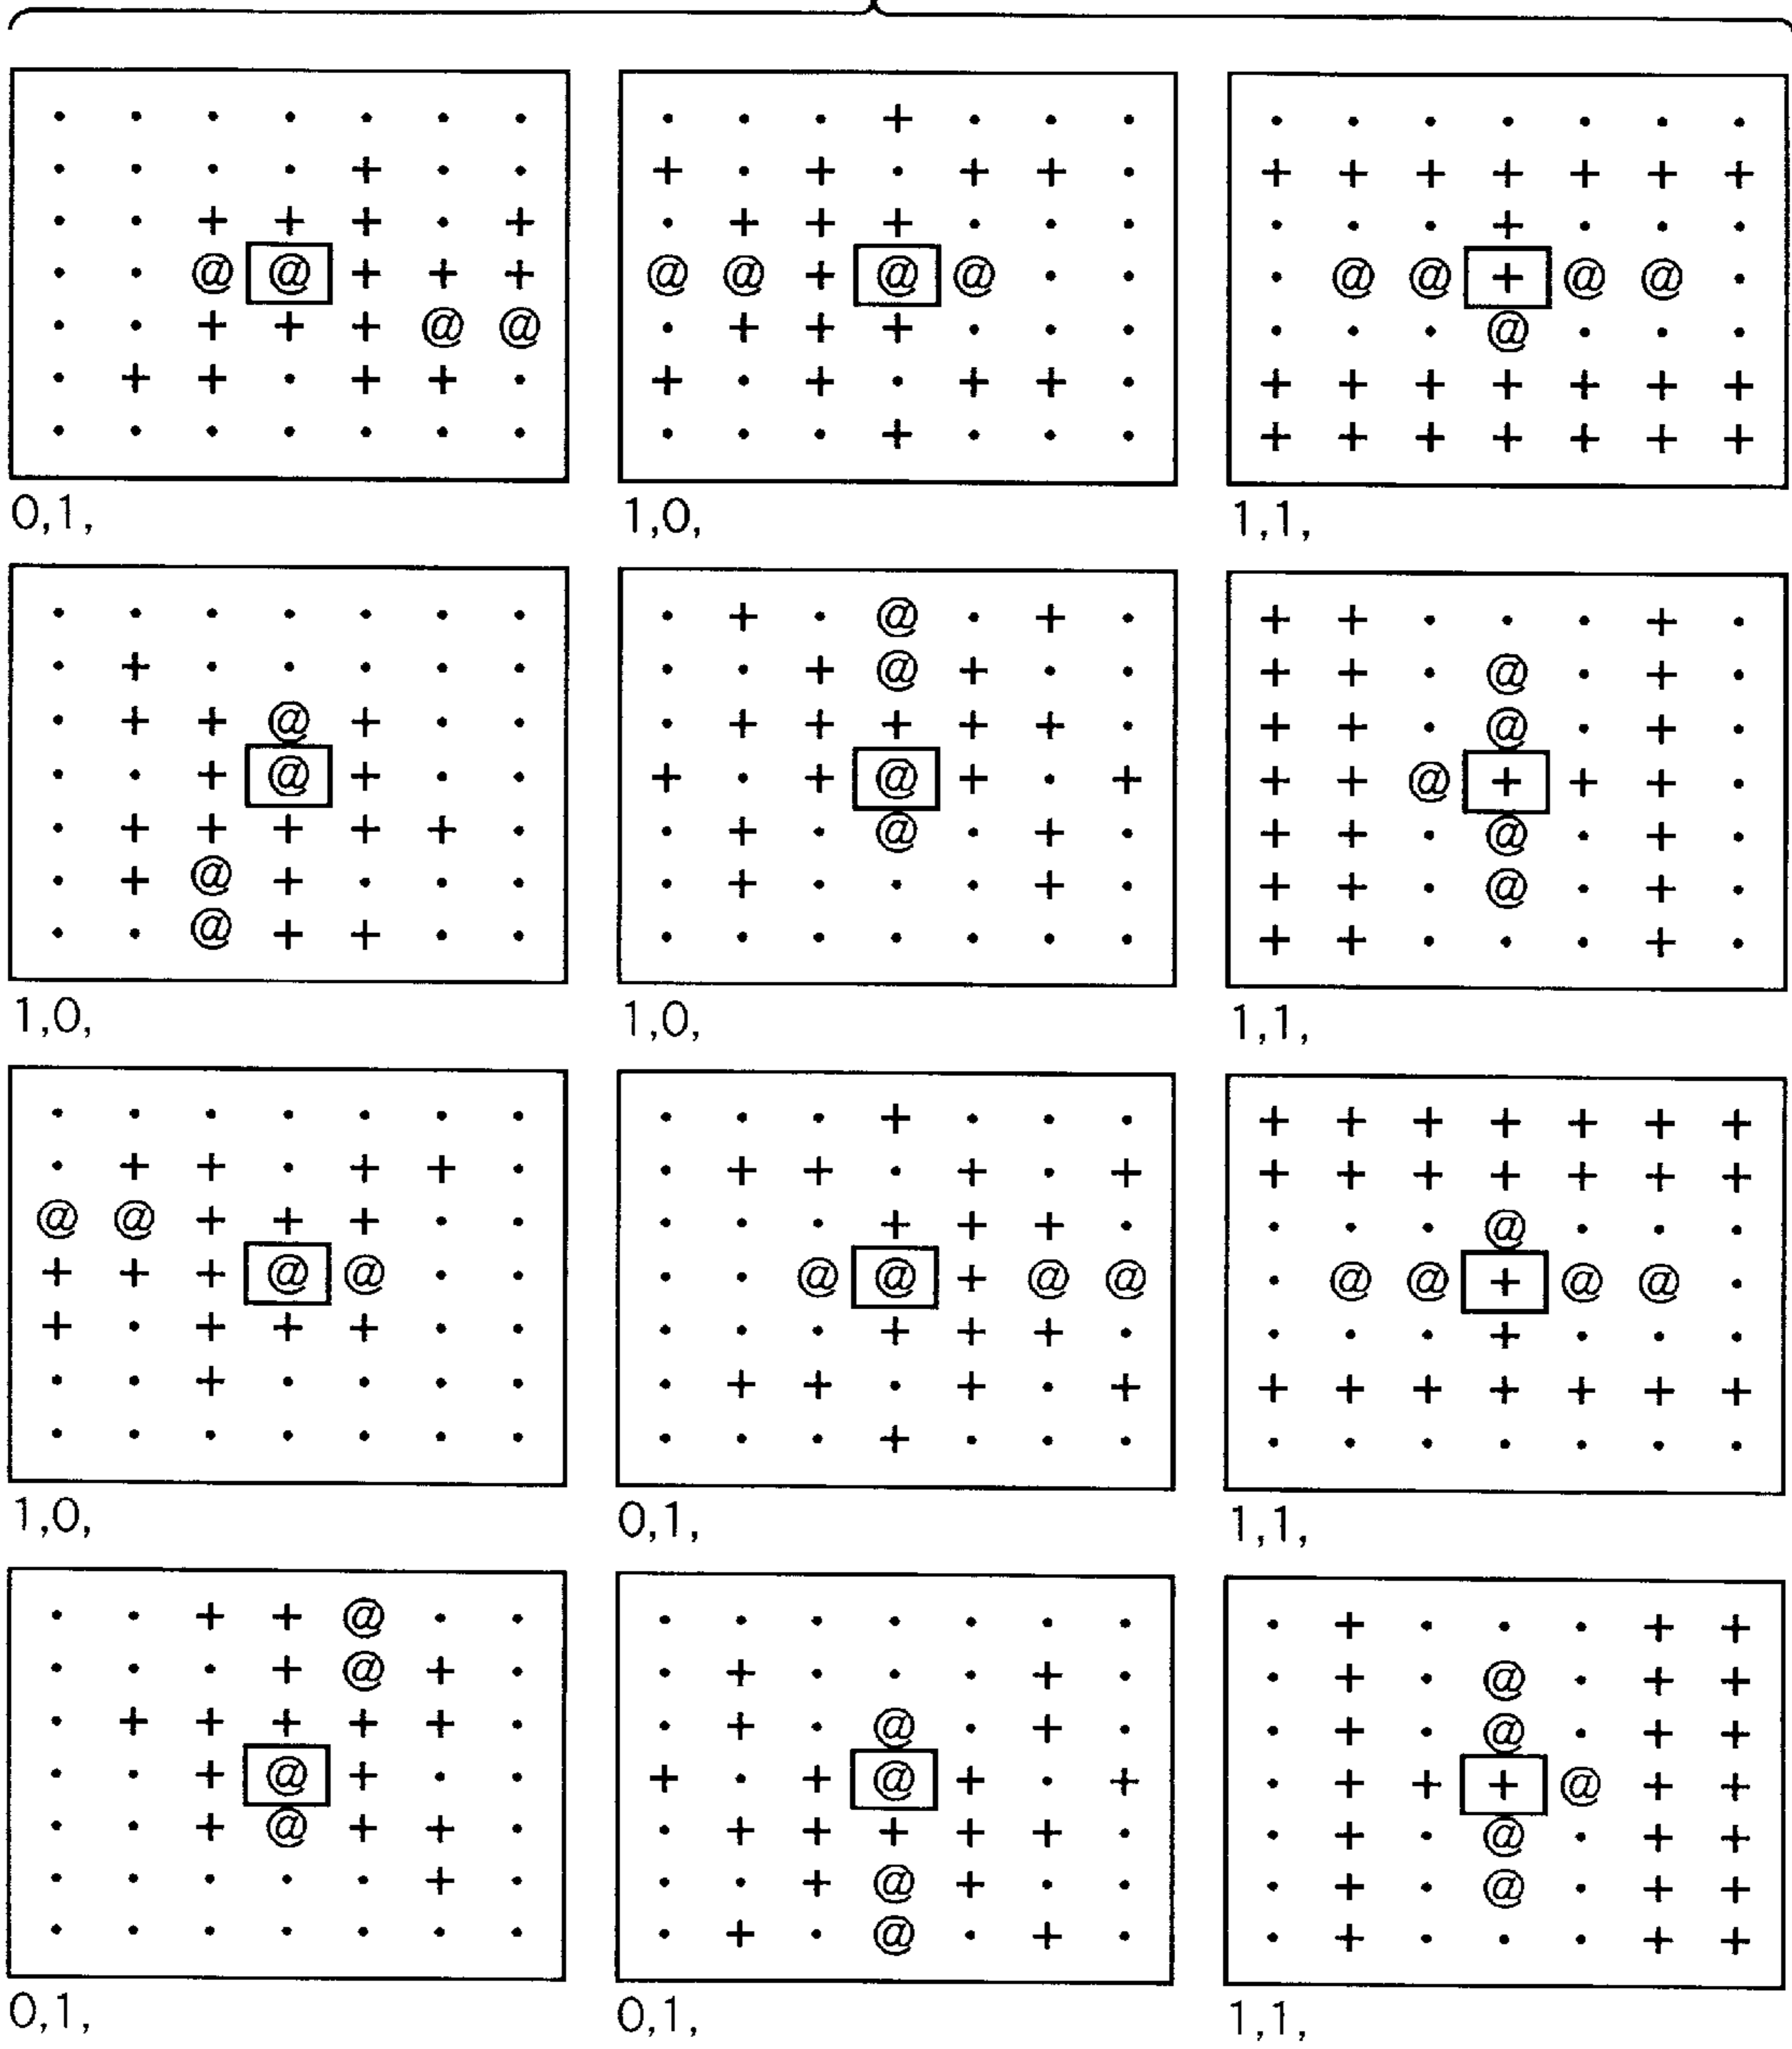 . . . . . . .   . . . + . . .   . . . . . . .
. . . . + . .   + . + . + + .   + + + + + + +
. . + + + . +   . + + + . . .   . . . + . . .
. . @ @ + + +   @ @ + @ @ . .   . @ @ + @ @ .
. . + + + @ @   . + + + . . .   . . . @ . . .
. + + . + + .   + . + . + + .   + + + + + + +
. . . . . . .   . . . + . . .   + + + + + + +
0,1,   1,0,   1,1,
. . . . . . .   . + . @ . + .   + + . . . + .
. + . . . . .   . . + @ + . .   + + . @ . + .
. + + @ + . .   . + + + + + .   + + . @ . + .
. . + @ + . .   + . + @ + . +   + + @ + + + .
. + + + + + .   . + . @ . + .   + + . @ . + .
. + @ + . . .   . + . . . + .   + + . @ . + .
. . @ + + . .   . . . . . . .   + + . . . + .
1,0,   1,0,   1,1,
. . . . . . .   . . . + . . .   + + + + + + +
. + + . + + .   . + + . + . +   + + + + + + +
@ @ + + + . .   . . . + + + .   . . . @ . . .
+ + + @ @ . .   . . @ @ + @ @   . @ @ + @ @ .
+ . + + + . .   . . . + + + .   . . . + . . .
. . + . . . .   . + + . + . +   + + + + + + +
. . . . . . .   . . . + . . .   . . . . . . .
1,0,   0,1,   1,1,
. . + + @ . .   . . . . . . .   . + . . . + +
. . . + @ + .   . + . . . + .   . + . @ . + +
. + + + + + .   . + . @ . + .   . + . @ . + +
. . + @ + . .   + . + @ + . +   . + + + @ + +
. . + @ + + .   . + + + + + .   . + . @ . + +
. . . . . + .   . . + @ + . .   . + . @ . + +
. . . . . . .   . + . @ . + .   . + . . . + +
0,1,   0,1,   1,1,